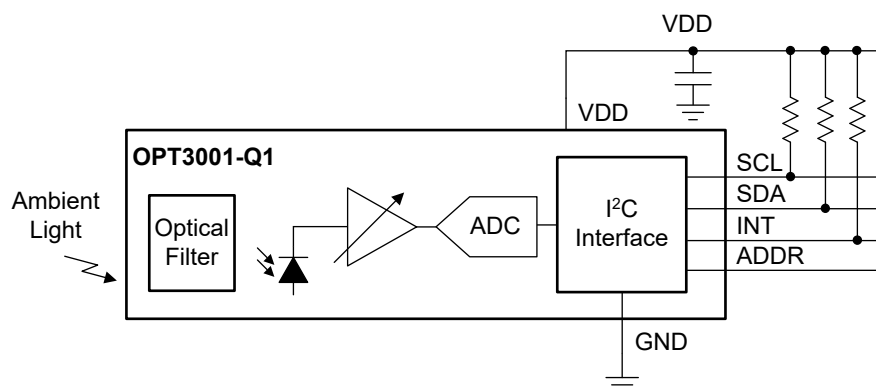 VDD
VDD
OPT3001-Q1
Ambient
Light
Optical
Filter
ADC
I²C
Interface
SCL
SDA
INT
ADDR
GND